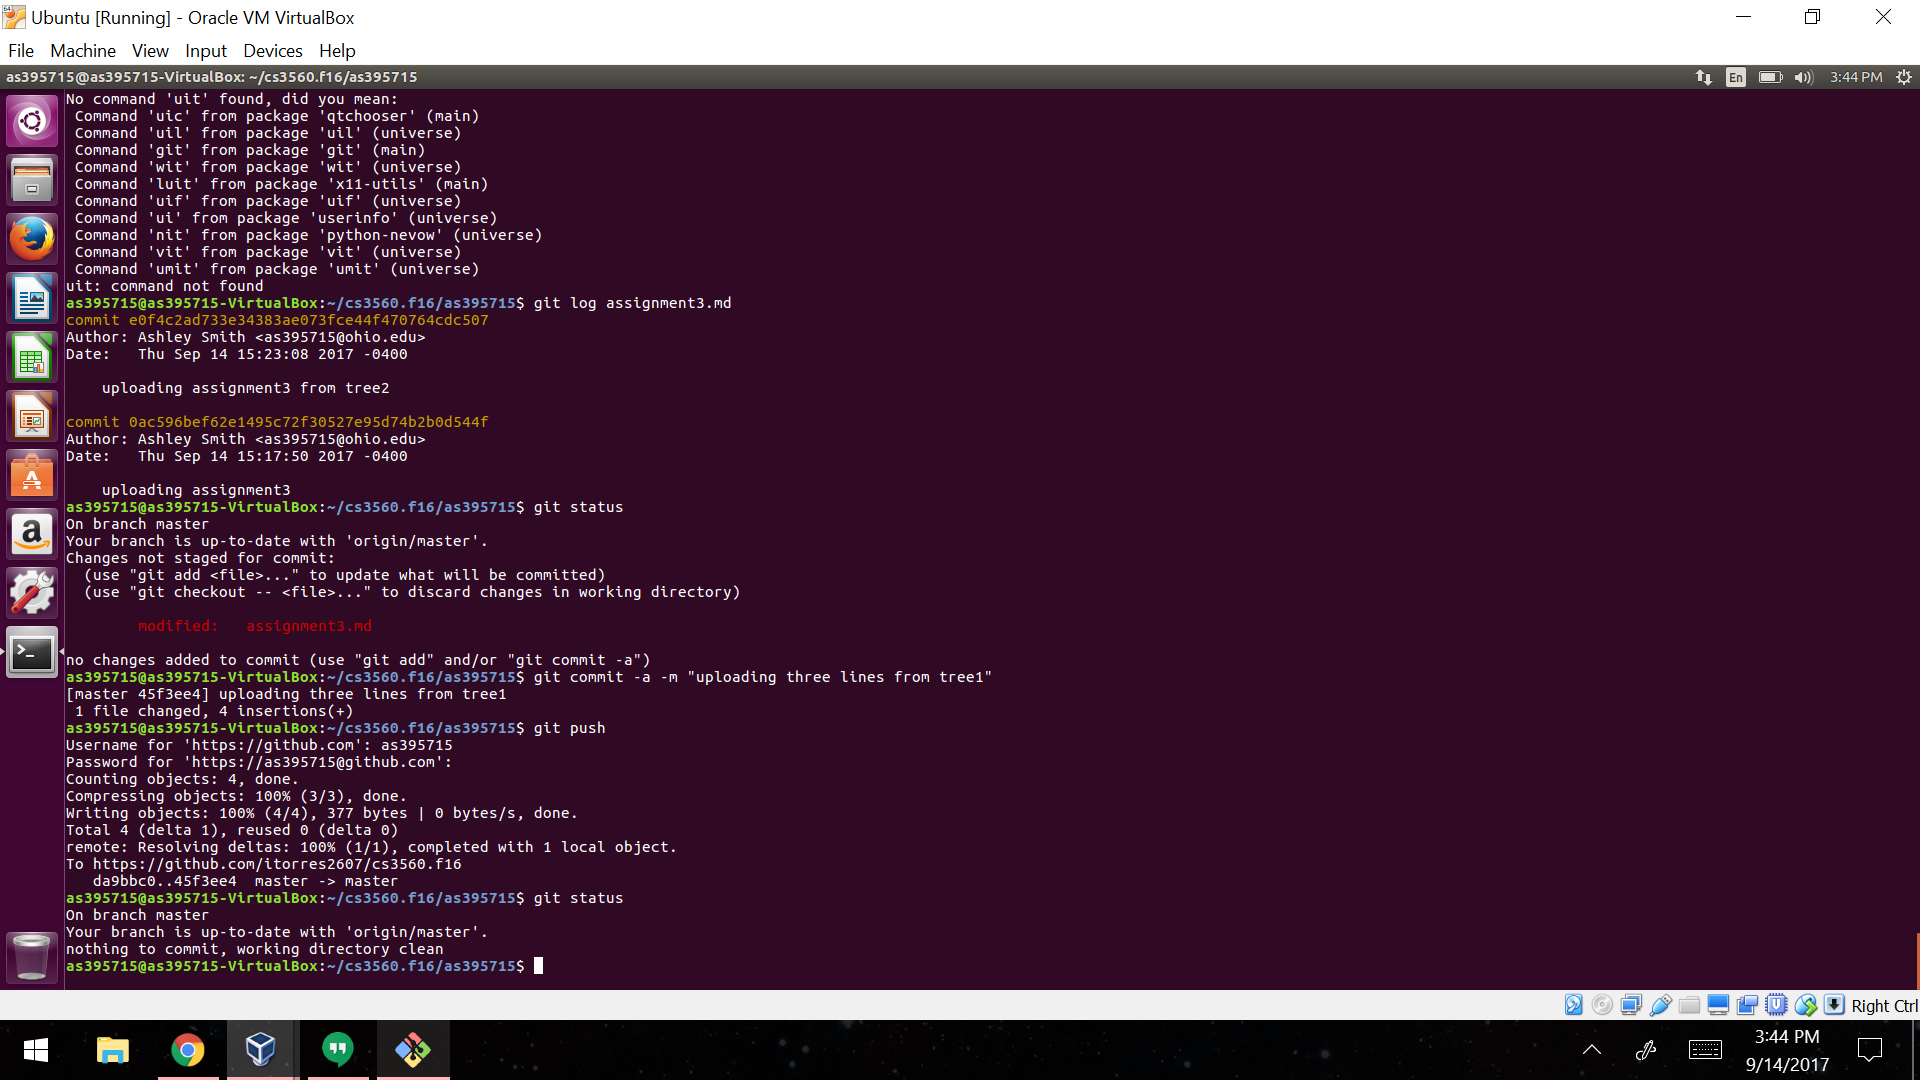 Ubuntu [Running] - Oracle VM VirtualBox
File Machine View Input Devices Help
as395715@as395715-VirtualBox: ~/cs3560.f16/as395715 En 3:44 PM
No command 'uit' found, did you mean:
 Command 'uic' from package 'qtchooser' (main)
 Command 'uil' from package 'uil' (universe)
 Command 'git' from package 'git' (main)
 Command 'wit' from package 'wit' (universe)
 Command 'luit' from package 'x11-utils' (main)
 Command 'uif' from package 'uif' (universe)
 Command 'ui' from package 'userinfo' (universe)
 Command 'nit' from package 'python-nevow' (universe)
 Command 'vit' from package 'vit' (universe)
 Command 'umit' from package 'umit' (universe)
uit: command not found
as395715@as395715-VirtualBox:~/cs3560.f16/as395715$ git log assignment3.md
commit e0f4c2ad733e34383ae073fce44f470764cdc507
Author: Ashley Smith <as395715@ohio.edu>
Date:   Thu Sep 14 15:23:08 2017 -0400
    uploading assignment3 from tree2
commit 0ac596bef62e1495c72f30527e95d74b2b0d544f
Author: Ashley Smith <as395715@ohio.edu>
Date:   Thu Sep 14 15:17:50 2017 -0400
    uploading assignment3
as395715@as395715-VirtualBox:~/cs3560.f16/as395715$ git status
On branch master
Your branch is up-to-date with 'origin/master'.
Changes not staged for commit:
  (use "git add <file>..." to update what will be committed)
  (use "git checkout -- <file>..." to discard changes in working directory)
        modified:   assignment3.md
no changes added to commit (use "git add" and/or "git commit -a")
as395715@as395715-VirtualBox:~/cs3560.f16/as395715$ git commit -a -m "uploading three lines from tree1"
[master 45f3ee4] uploading three lines from tree1
 1 file changed, 4 insertions(+)
as395715@as395715-VirtualBox:~/cs3560.f16/as395715$ git push
Username for 'https://github.com': as395715
Password for 'https://as395715@github.com':
Counting objects: 4, done.
Compressing objects: 100% (3/3), done.
Writing objects: 100% (4/4), 377 bytes | 0 bytes/s, done.
Total 4 (delta 1), reused 0 (delta 0)
remote: Resolving deltas: 100% (1/1), completed with 1 local object.
To https://github.com/itorres2607/cs3560.f16
   da9bbc0..45f3ee4  master -> master
as395715@as395715-VirtualBox:~/cs3560.f16/as395715$ git status
On branch master
Your branch is up-to-date with 'origin/master'.
nothing to commit, working directory clean
as395715@as395715-VirtualBox:~/cs3560.f16/as395715$
Right Ctrl
3:44 PM
9/14/2017